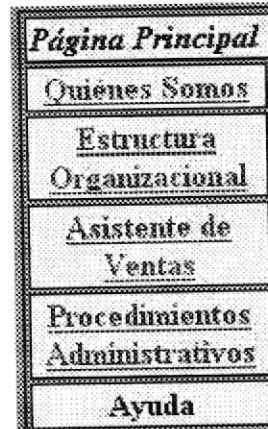 Página Principal
Quiénes Somos
Estructura
Organizacional
Asistente de
Ventas
Procedimientos
Administrativos
Ayuda